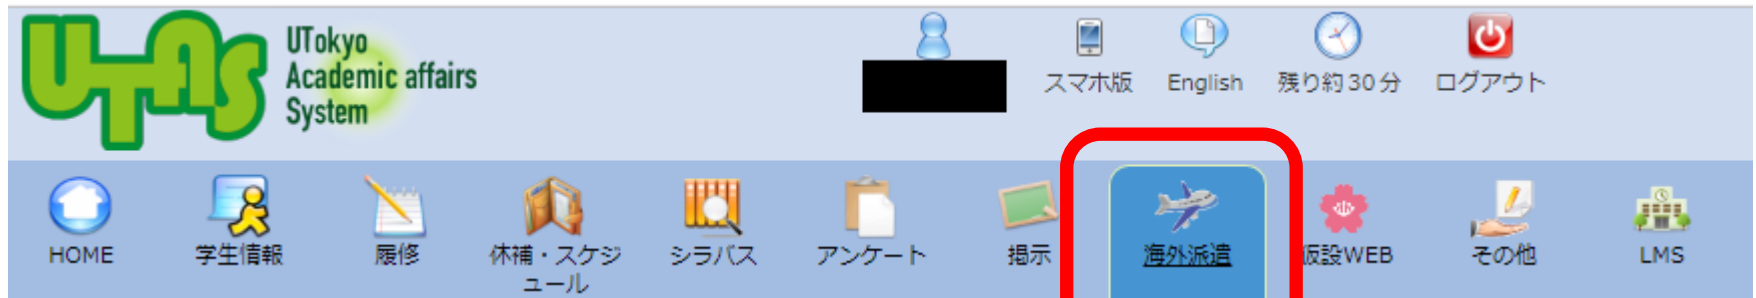 UTAS
UTokyo
Academic affairs
System
スマホ版
English
残り約30分
ログアウト
HOME
学生情報
履修
休補・スケジ
ュール
シラバス
アンケート
掲示
海外派遣
仮設WEB
その他
LMS